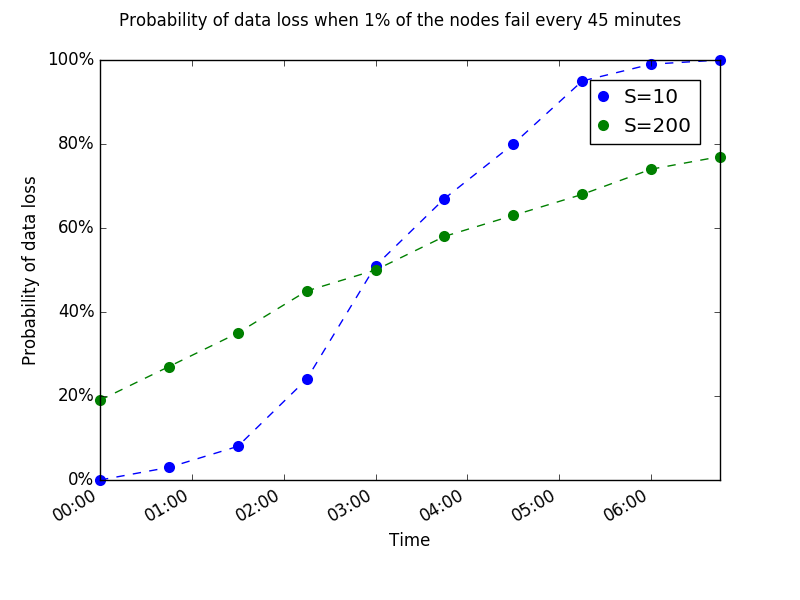 Probability of data loss when 1% of the nodes fail every 45 minutes
100%
80%
60%
40%
20%
0%
Probability of data loss
S=10
S=200
00:00
01:00
02:00
03:00
04:00
05:00
06:00
Time